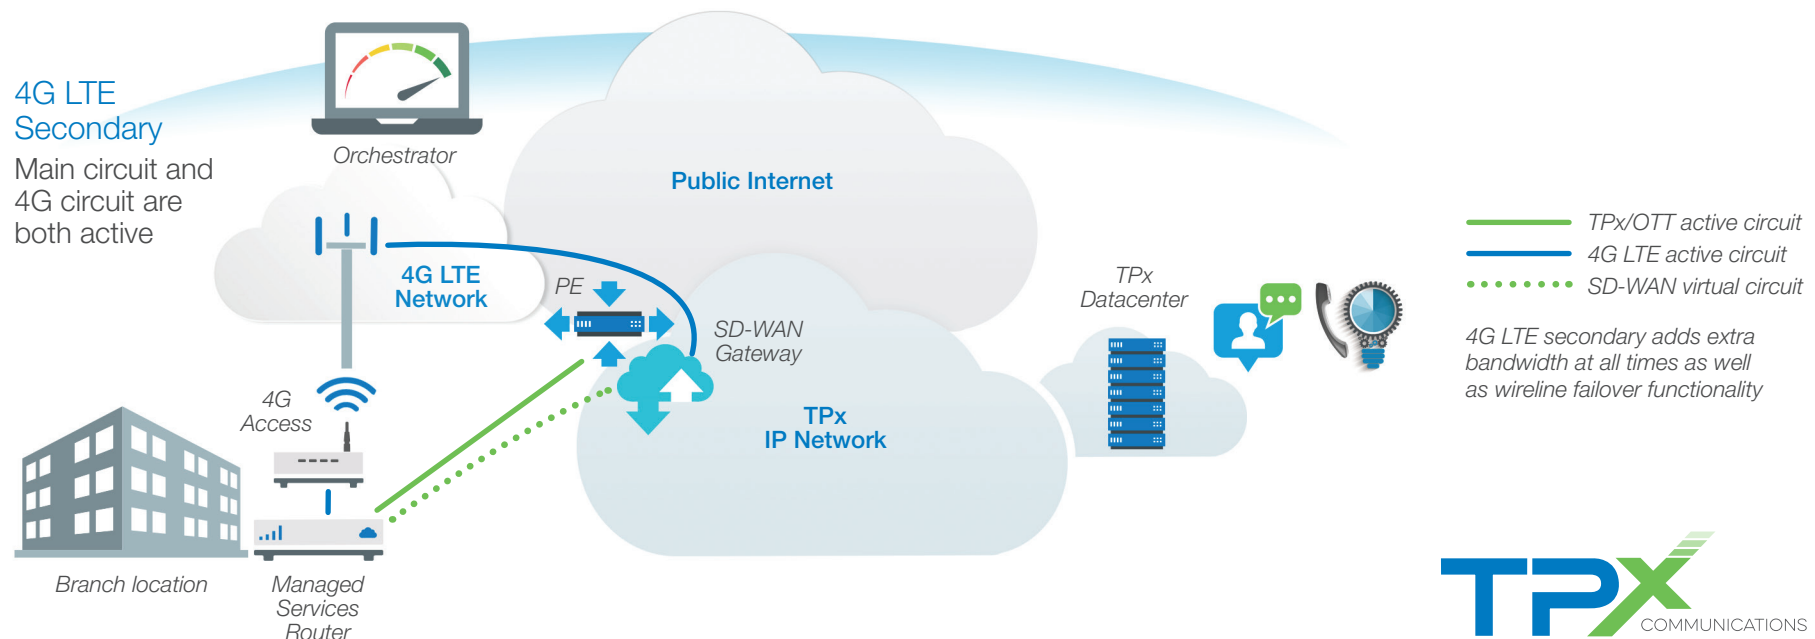 4G LTE
Secondary
Main circuit and
4G circuit are
both active
Orchestrator
Public Internet
4G LTE
Network
PE
SD-WAN
Gateway
TPx
Datacenter
TPx
IP Network
4G
Access
Branch location
Managed
Services
Router
TPx/OTT active circuit
4G LTE active circuit
SD-WAN virtual circuit
4G LTE secondary adds extra
bandwidth at all times as well
as wireline failover functionality
TPx
COMMUNICATIONS